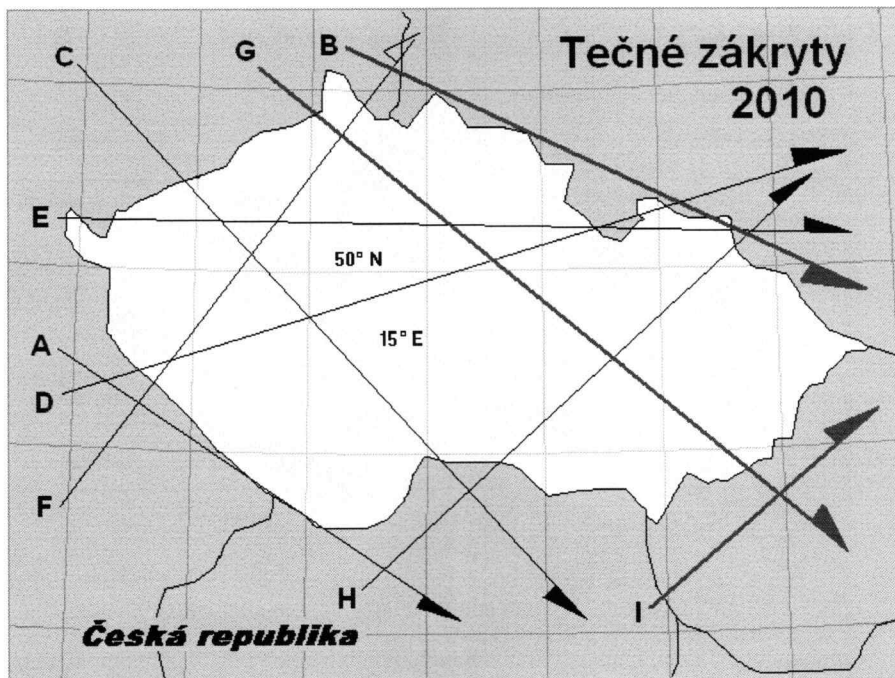 Tečné zákryty
2010
C
G
B
E
50° N
15° E
A
D
F
H
I
Česká republika